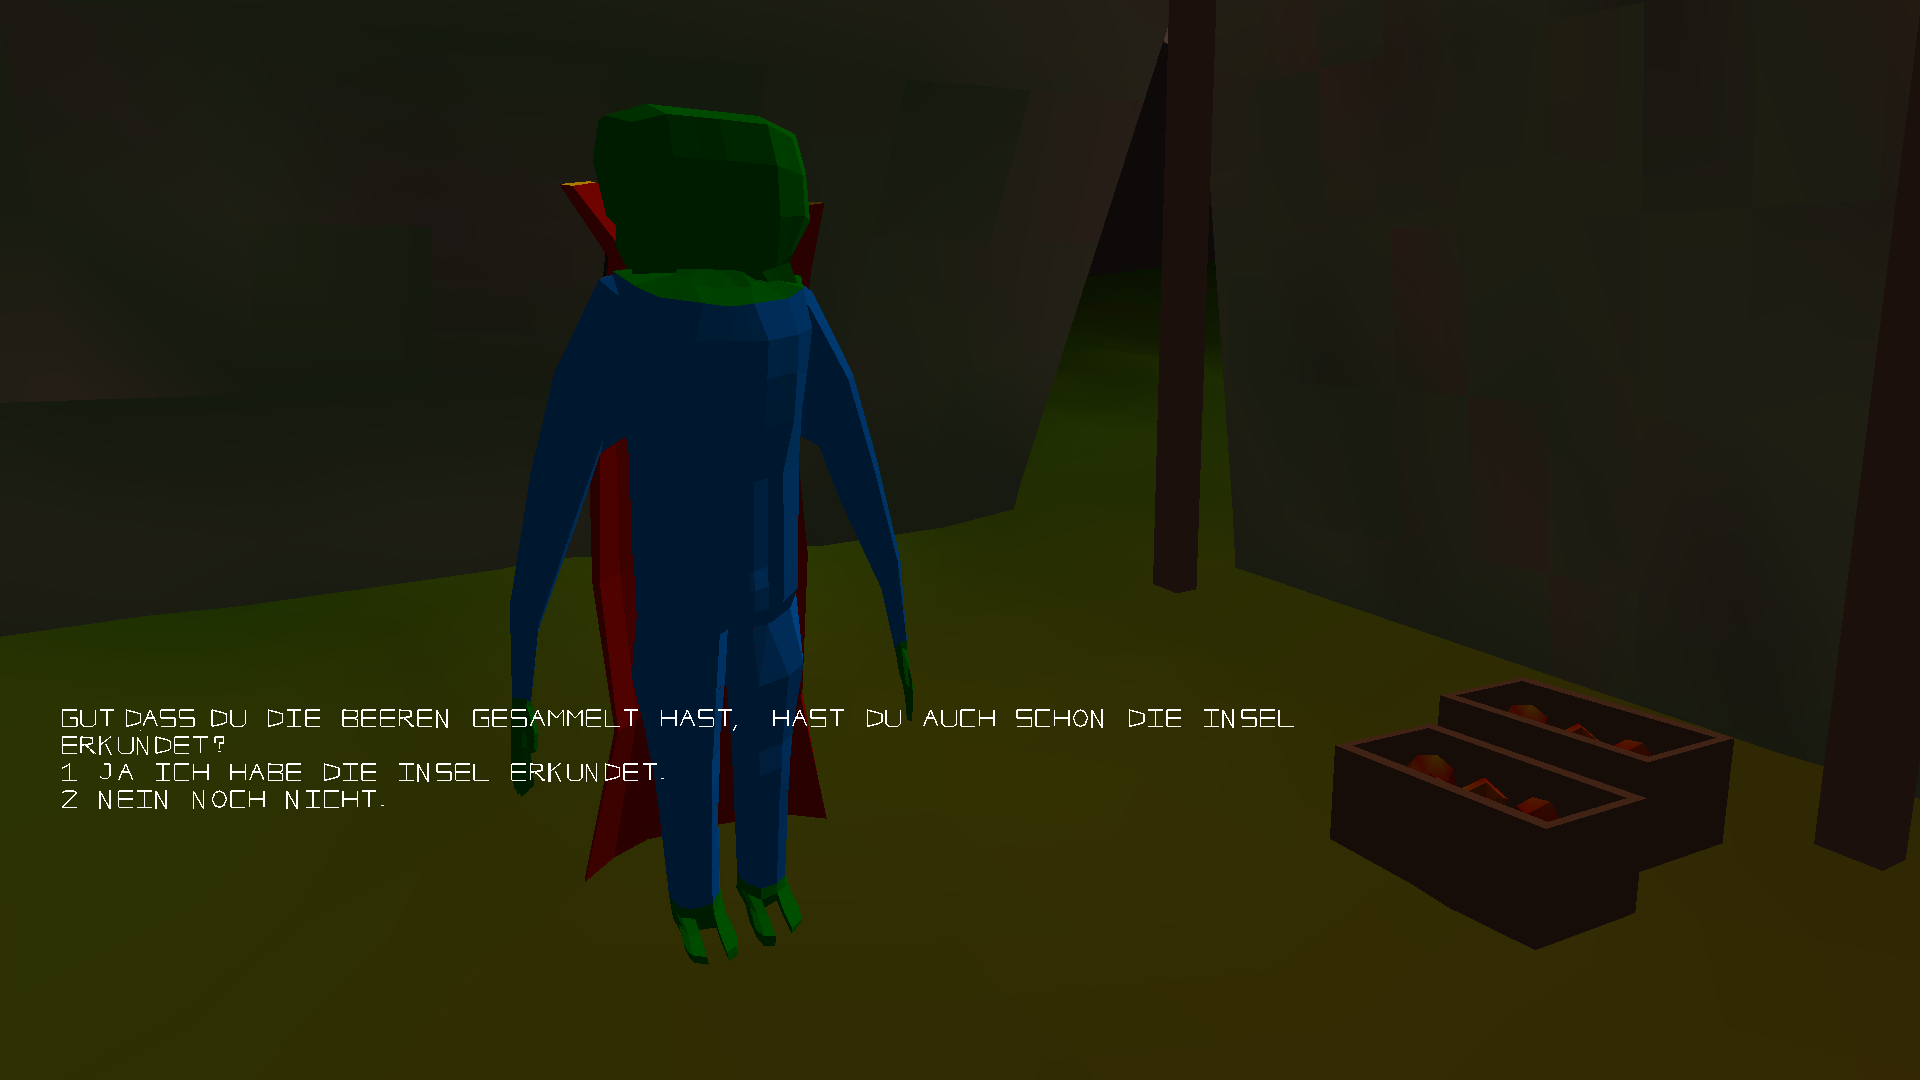 GUT DASS DU DIE BEEREN GESAMMELT HAST, HAST DU AUCH SCHON DIE INSEL
ERKUNDET?
1 JA ICH HABE DIE INSEL ERKUNDET.
2 NEIN NOCH NICHT.